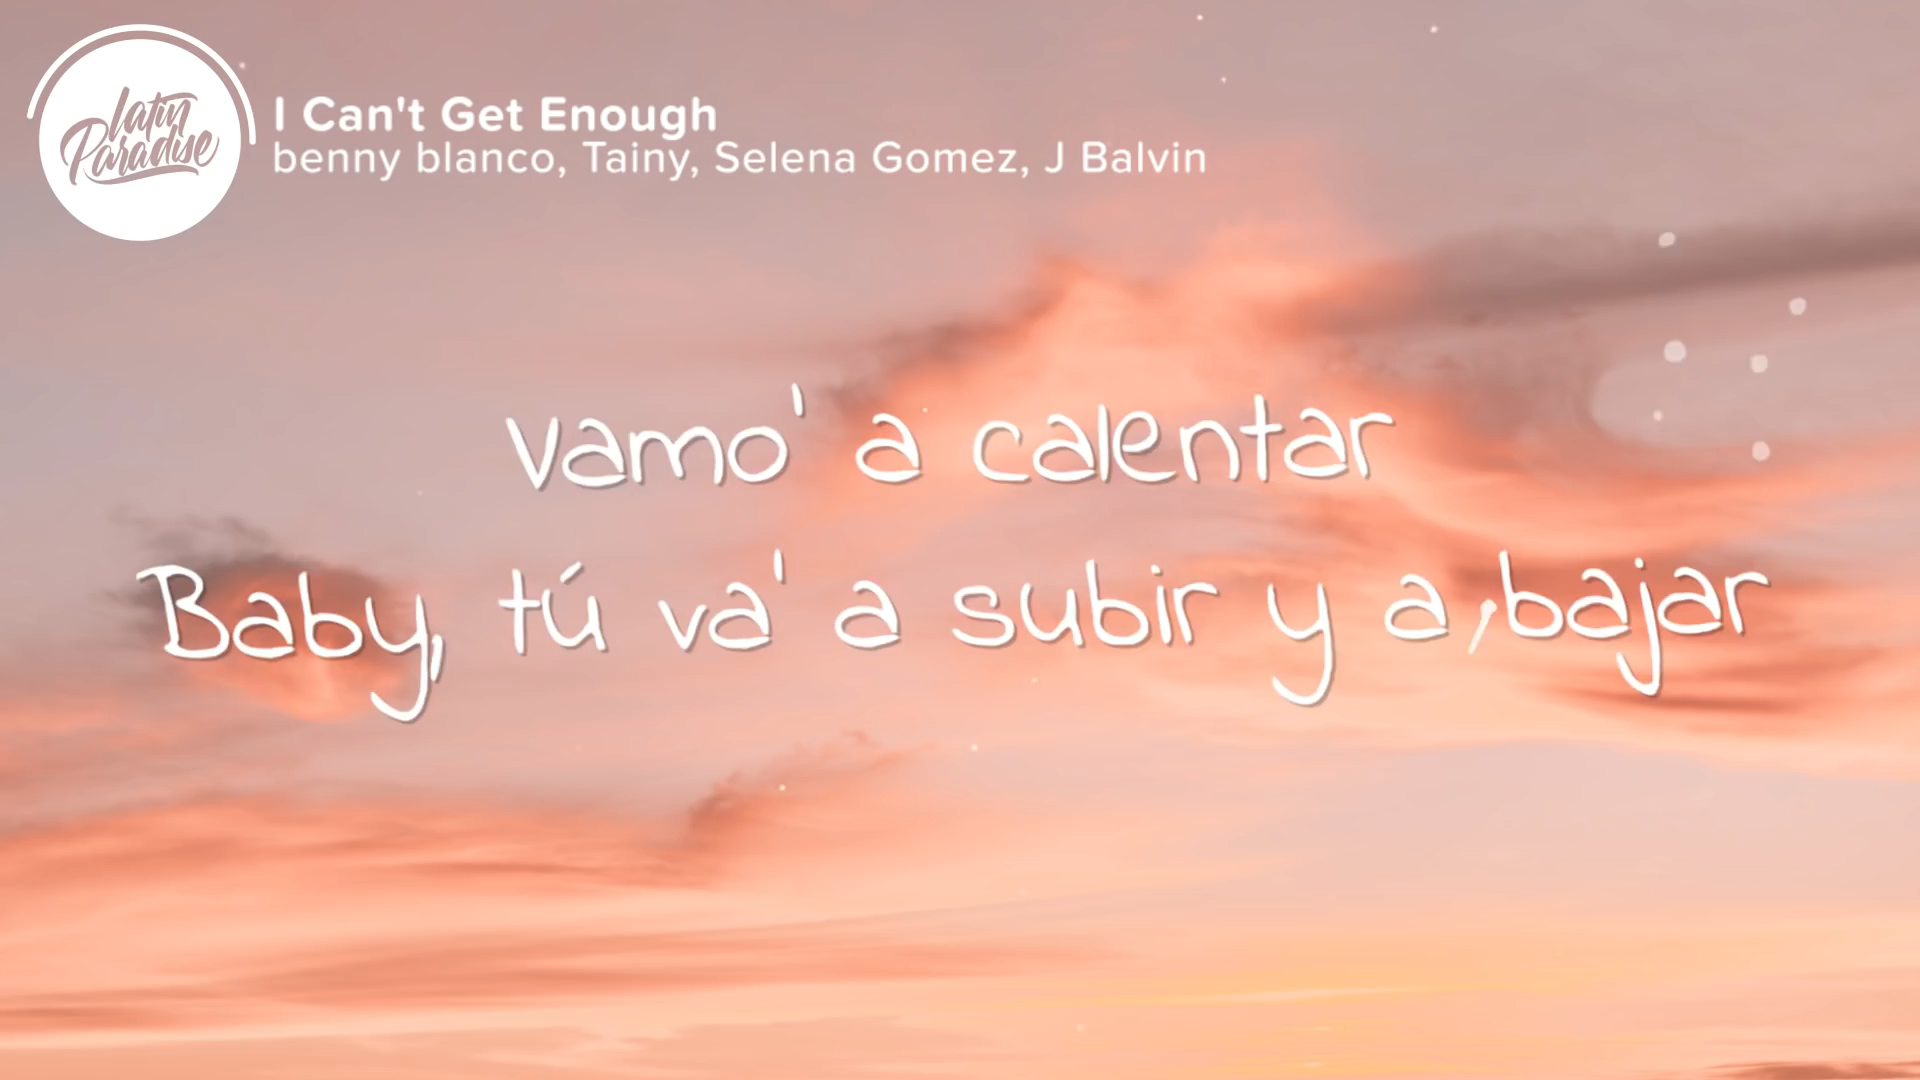 latin
Paradise
I Can't Get Enough
benny blanco, Tainy, Selena Gomez, J Balvin
Vamo' a calentar
Baby, tú va' a subir y a bajar